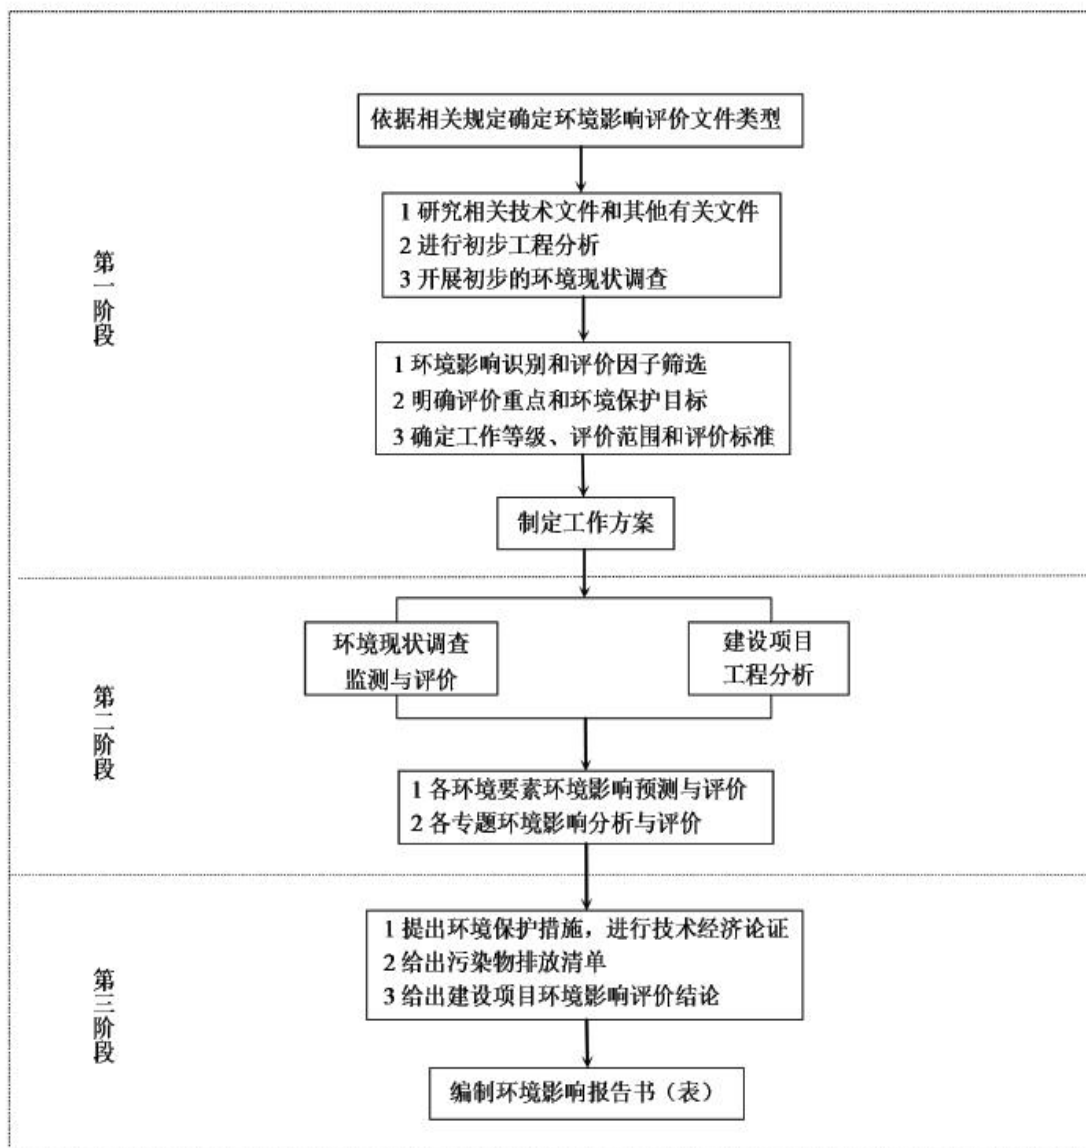 依据相关规定确定环境影响评价文件类型
1 研究相关技术文件和其他有关文件
2 进行初步工程分析
3 开展初步的环境现状调查
第一阶段
1 环境影响识别和评价因子筛选
2 明确评价重点和环境保护目标
3 确定工作等级、评价范围和评价标准
制定工作方案
环境现状调查
监测与评价
建设项目
工程分析
第二阶段
1 各环境要素环境影响预测与评价
2 各专题环境影响分析与评价
1 提出环境保护措施，进行技术经济论证
2 给出污染物排放清单
3 给出建设项目环境影响评价结论
第三阶段
编制环境影响报告书（表）